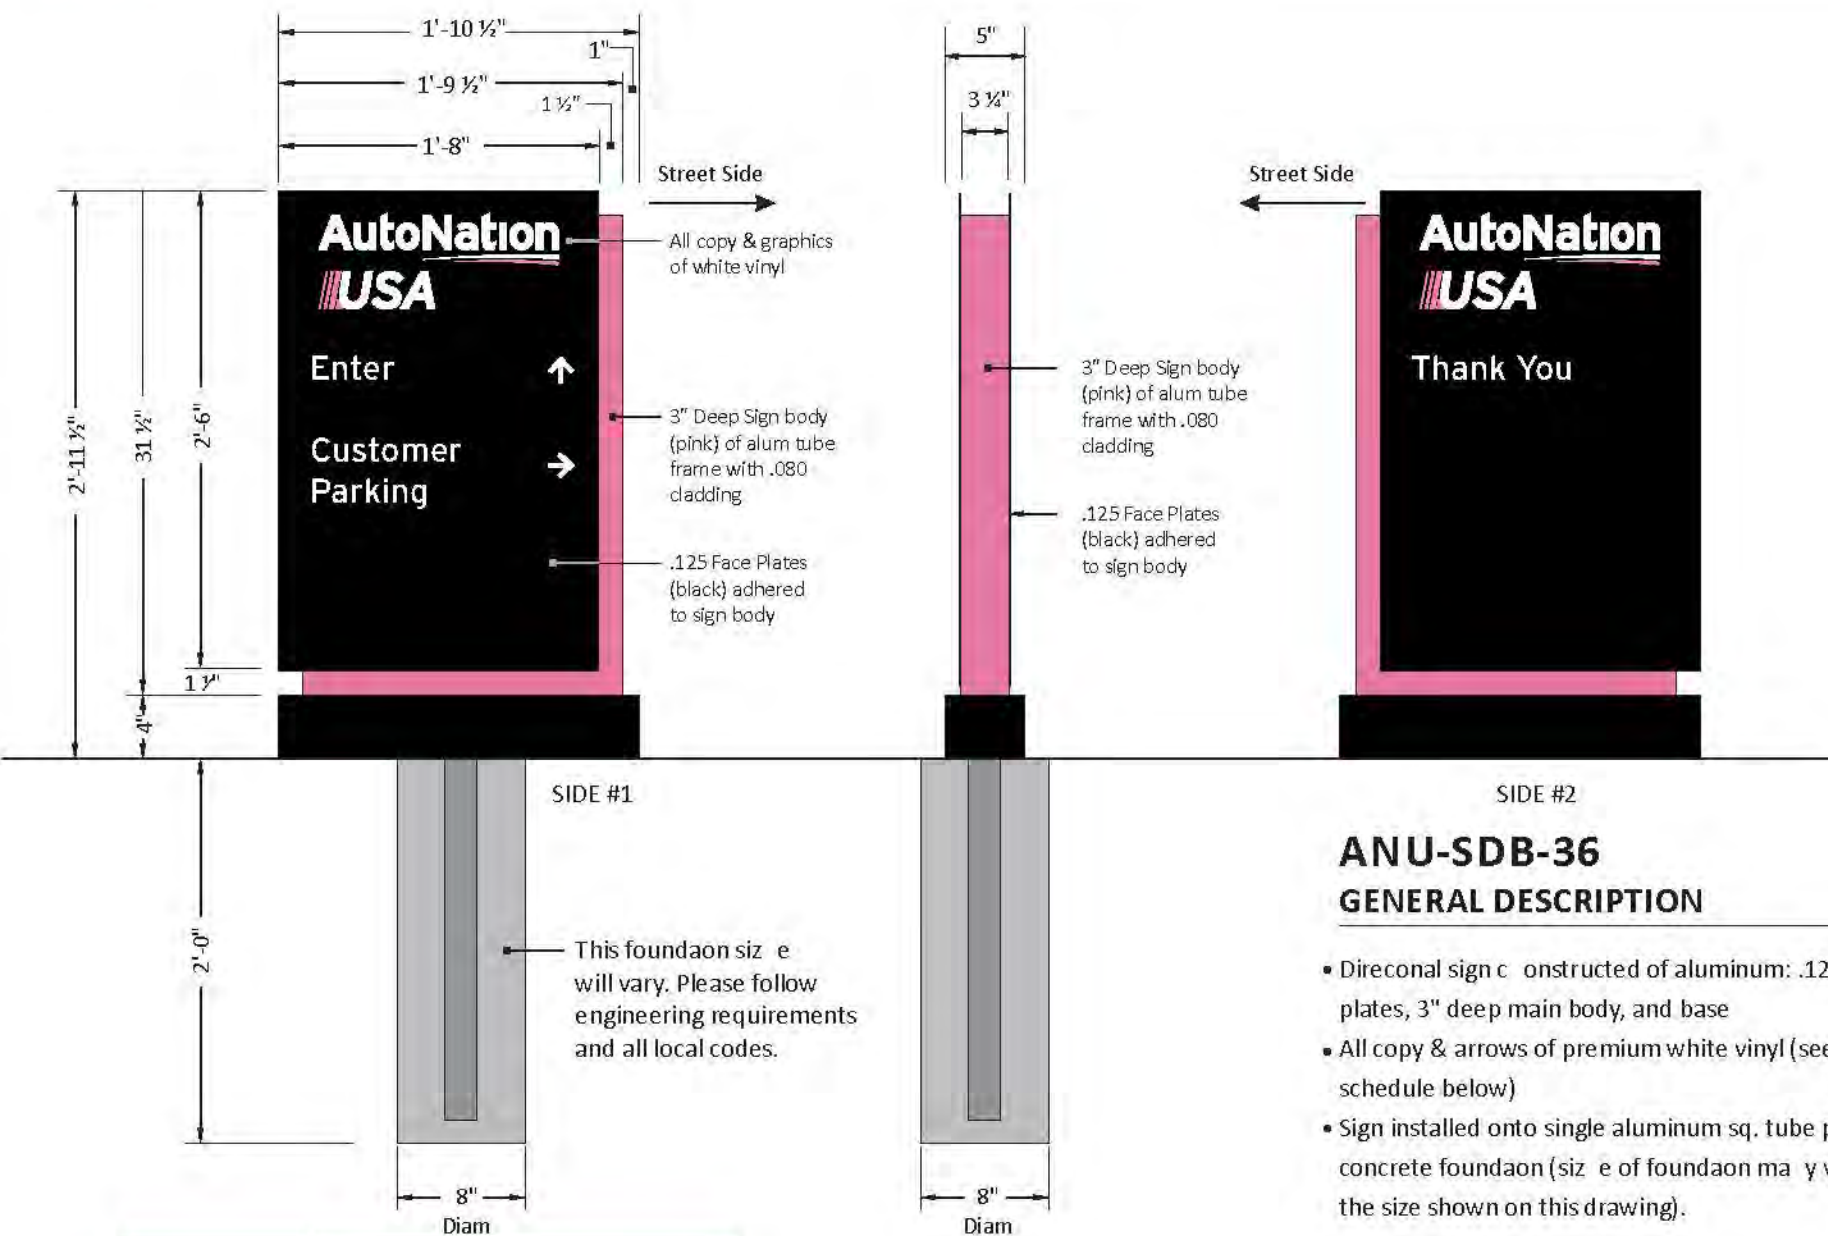 1'-10 ½"
1"
1'-9 ½"
1 ½"
1'-8"
5"
3 ¼"
Street Side
Street Side
2'-11 ½"
31 ½"
2'-6"
4"
2'-0"
AutoNation
USA
Enter
Customer
Parking
All copy & graphics
of white vinyl
3" Deep Sign body
(pink) of alum tube
frame with .080
cladding
.125 Face Plates
(black) adhered
to sign body
3" Deep Sign body
(pink) of alum tube
frame with .080
cladding
.125 Face Plates
(black) adhered
to sign body
AutoNation
USA
Thank You
SIDE #1
SIDE #2
This foundaon siz e
will vary. Please follow
engineering requirements
and all local codes.
8"
Diam
8"
Diam
ANU-SDB-36
GENERAL DESCRIPTION
• Direconal sign c onstructed of aluminum: .12
plates, 3" deep main body, and base
• All copy & arrows of premium white vinyl (see
schedule below)
• Sign installed onto single aluminum sq. tube p
concrete foundaon (siz e of foundaon ma y v
the size shown on this drawing).